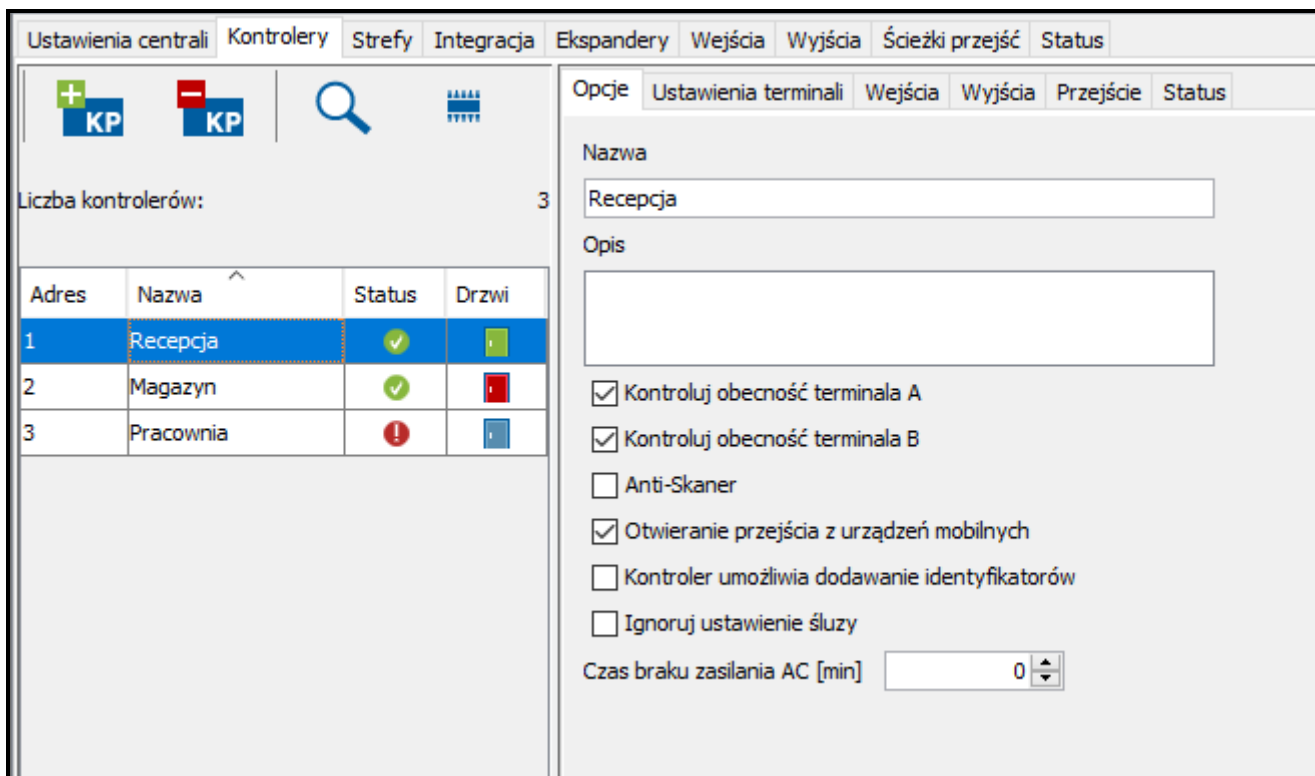 Ustawienia centrali Kontrolery Strefy Integracja Ekspandery Wejścia Wyjścia Ścieżki przejść Status
KP KP
Liczba kontrolerów: 3
Adres Nazwa Status Drzwi
1 Recepcja
2 Magazyn
3 Pracownia
Opcje Ustawienia terminali Wejścia Wyjścia Przejście Status
Nazwa
Recepcja
Opis
Kontroluj obecność terminala A
Kontroluj obecność terminala B
Anti-Skaner
Otwieranie przejścia z urządzeń mobilnych
Kontroler umożliwia dodawanie identyfikatorów
Ignoruj ustawienie śluzy
Czas braku zasilania AC [min] 0